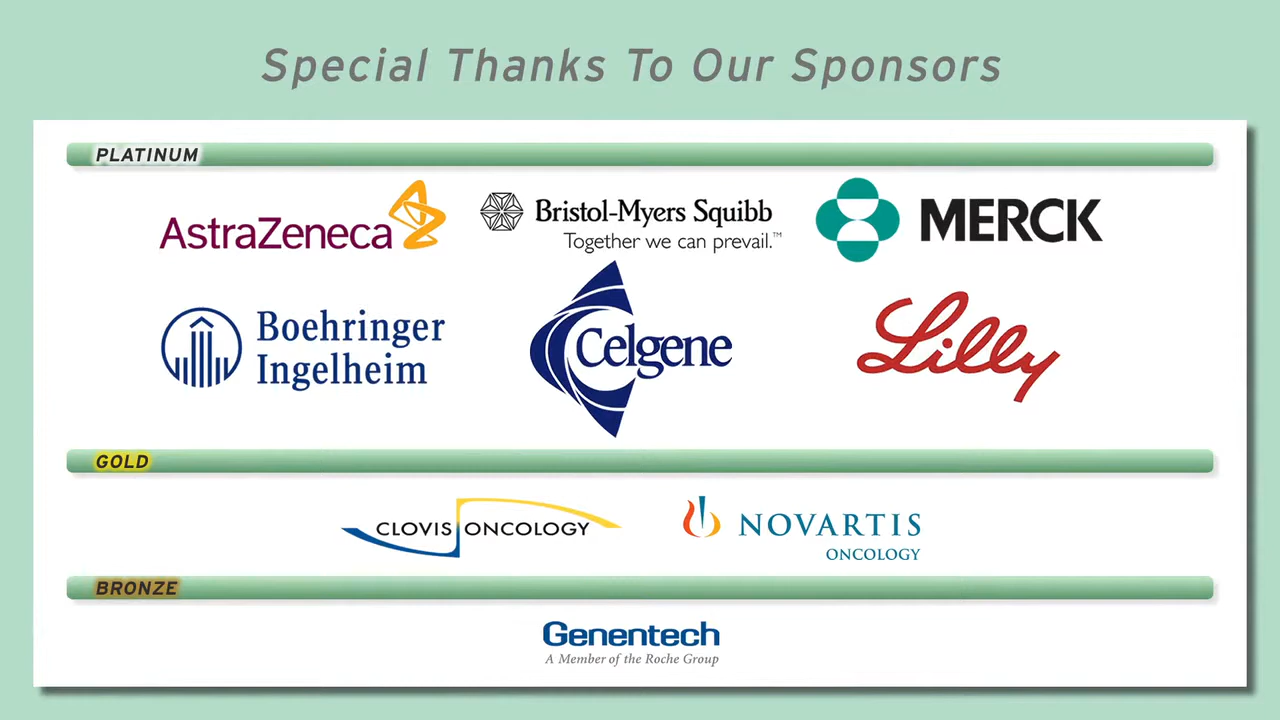 Special Thanks To Our Sponsors
PLATINUM
AstraZeneca
Bristol-Myers Squibb
Together we can prevail.™
MERCK
Boehringer
Ingelheim
Celgene
Lilly
GOLD
CLOVIS ONCOLOGY
NOVARTIS
ONCOLOGY
BRONZE
Genentech
A Member of the Roche Group